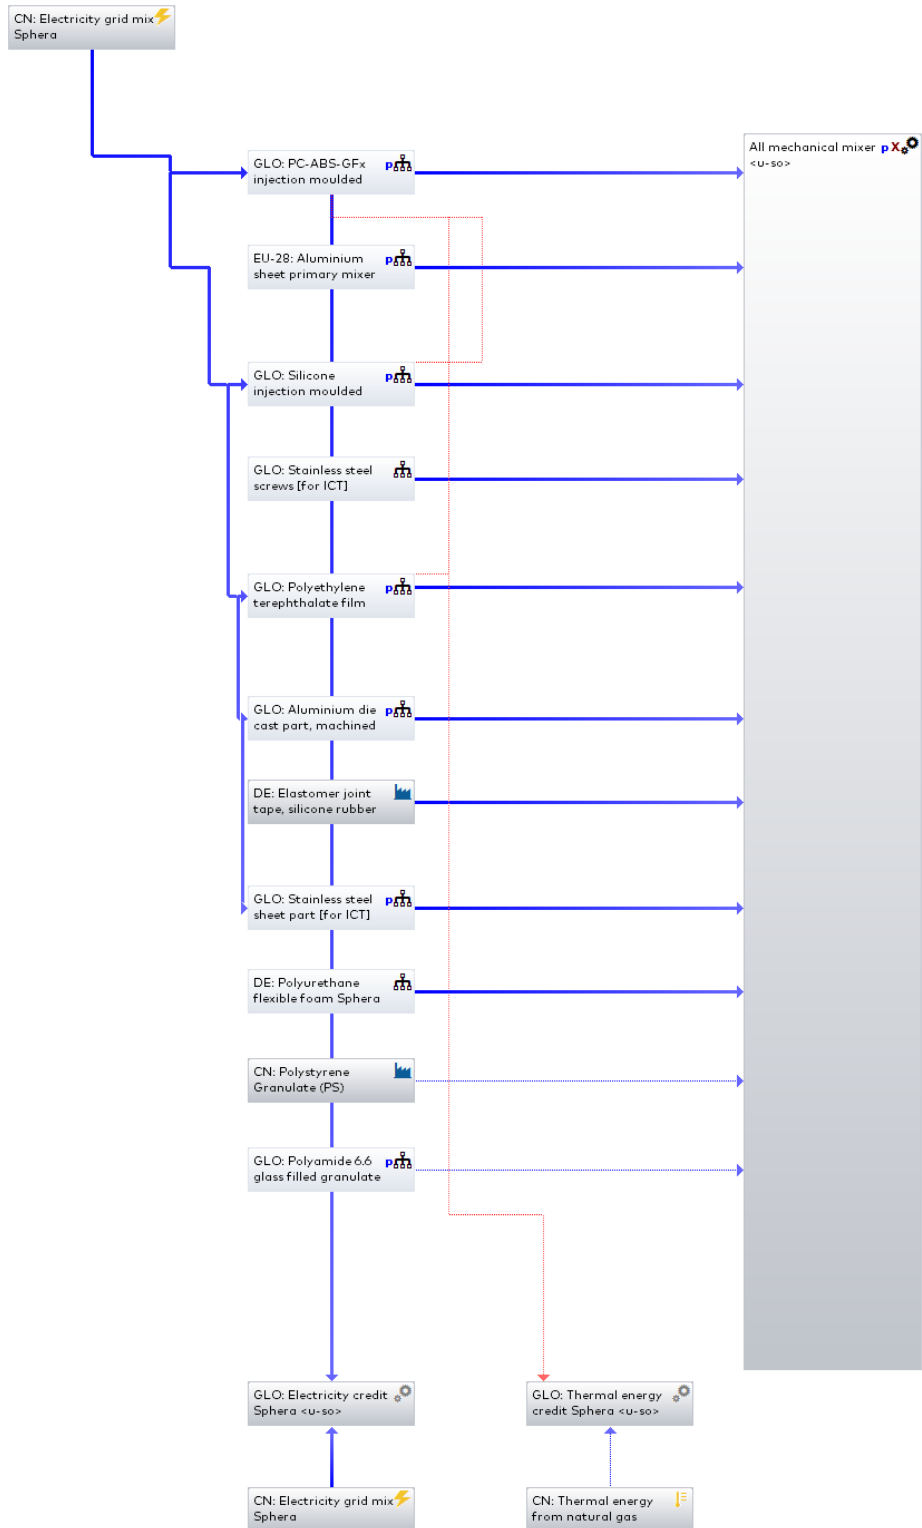 CN: Electricity grid mix
Sphera
GLO: PC-ABS-GFx p
injection moulded
All mechanical mixer pX
<u-so>
EU-28: Aluminium p
sheet primary mixer
GLO: Silicone p
injection moulded
GLO: Stainless steel
screws [for ICT]
GLO: Polyethylene p
terephthalate film
GLO: Aluminium die p
cast part, machined
DE: Elastomer joint
tape, silicone rubber
GLO: Stainless steel p
sheet part [for ICT]
DE: Polyurethane
flexible foam Sphera
CN: Polystyrene
Granulate (PS)
GLO: Polyamide 6.6 p
glass filled granulate
GLO: Electricity credit
Sphera <u-so>
GLO: Thermal energy
credit Sphera <u-so>
CN: Electricity grid mix
Sphera
CN: Thermal energy
from natural gas